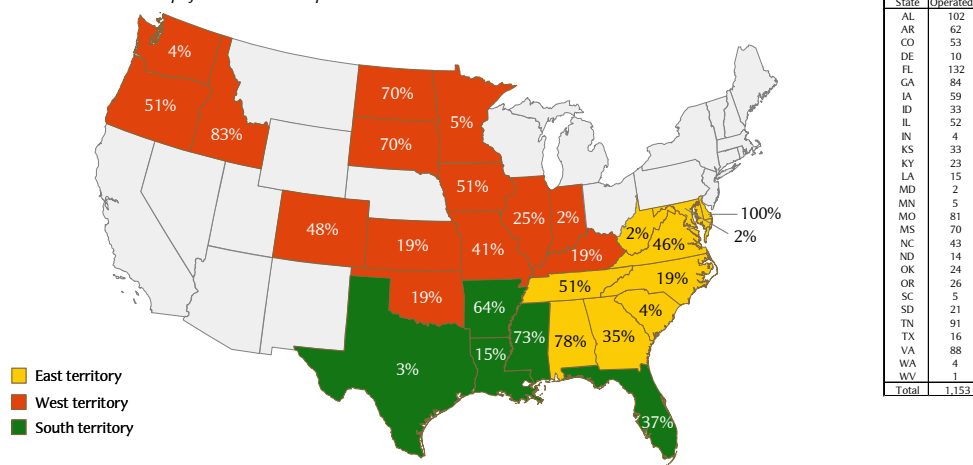 State Operated
AL 102
AR 62
CO 53
DE 10
FL 132
GA 84
IA 59
ID 33
IL 52
IN 4
KS 33
KY 23
LA 15
MD 2
MN 5
MO 81
MS 70
NC 43
ND 14
OK 24
OR 26
SC 5
SD 21
TN 91
TX 16
VA 88
WA 4
WV 1
Total 1,153
4%
70%
5%
51%
83%
70%
51%
25%
2%
100%
2%
2%
46%
48%
19%
41%
19%
19%
51%
19%
64%
4%
73%
78%
35%
15%
3%
37%
East territory
West territory
South territory